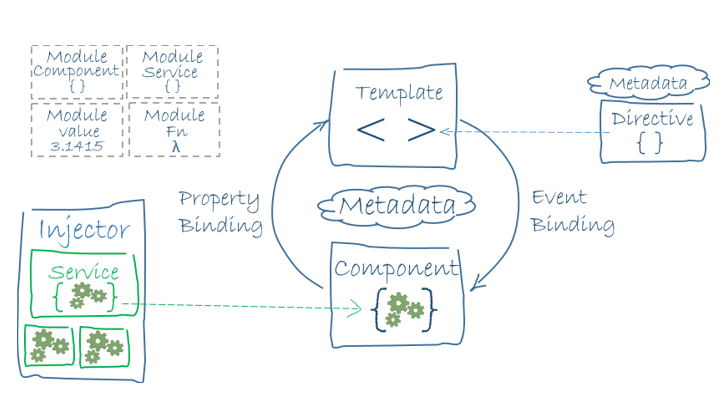 Module
Component
{ }
Module
Service
{ }
Module
value
3.1415
Module
Fn
λ
Template
< >
Metadata
Directive
{ }
Property
Binding
Metadata
Event
Binding
Injector
Service
{ }
Component
{ }